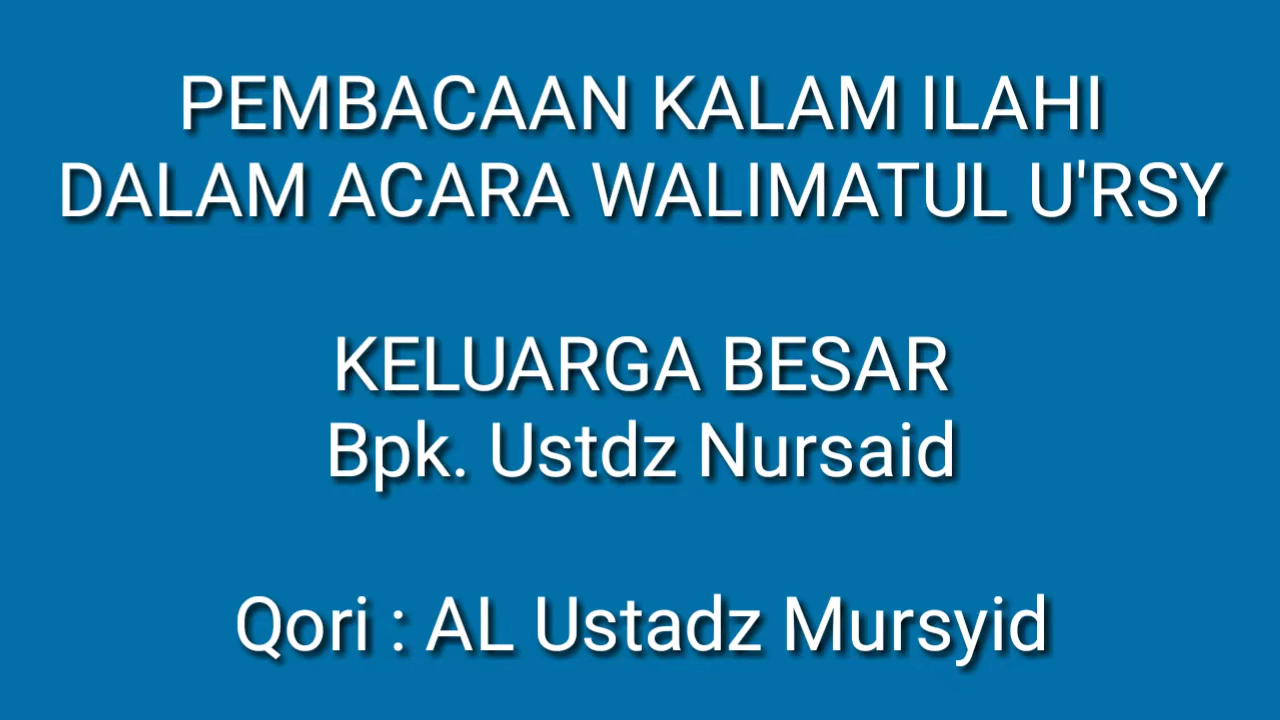 PEMBACAAN KALAM ILAHI
DALAM ACARA WALIMATUL U'RSY
KELUARGA BESAR
Bpk. Ustdz Nursaid
Qori : AL Ustadz Mursyid